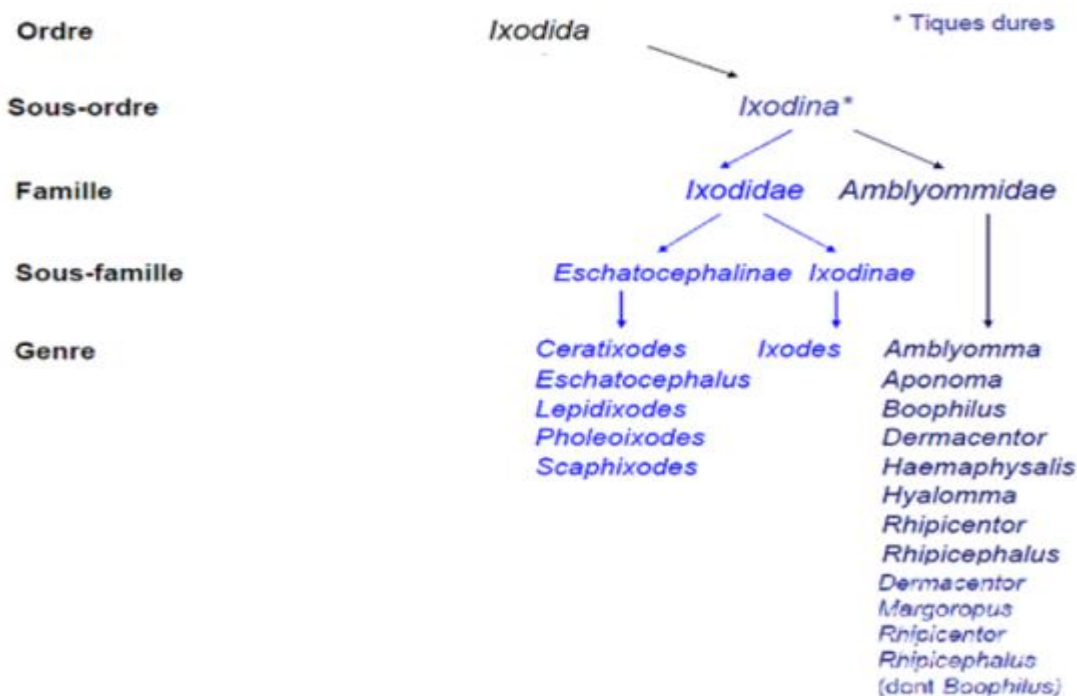 Ordre Ixodida * Tiques dures
Sous-ordre Ixodina*
Famille Ixodidae Amblyommidae
Sous-famille Eschatocephalinae Ixodinae
Genre Ceratixodes Ixodes Amblyomma
Eschatocephalus Aponoma
Lepidixodes Boophilus
Pholeoixodes Dermacentor
Scaphixodes Haemaphysalis
Hyalomma
Rhipicentor
Rhipicephalus
Dermacentor
Margoropus
Rhipicentor
Rhipicephalus
(dont Boophilus)